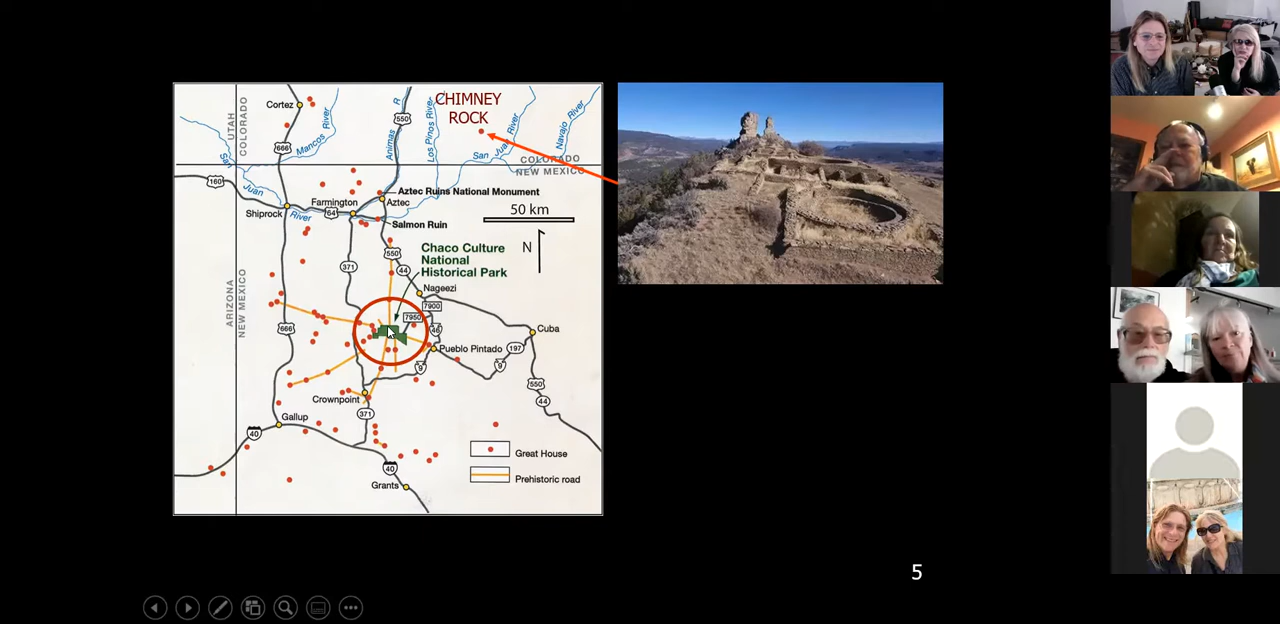 CHIMNEY
ROCK
Cortez
UTAH
COLORADO
Mancos River
666
Animas R
550
Los Pinos River
San Juan River
Navajo River
COLORADO
NEW MEXICO
160
San
Juan
River
Shiprock
Farmington
64
Aztec Ruins National Monument
Aztec
Salmon Ruin
50 km
N
Chaco Culture
National
Historical Park
550
44
371
Nageezi
7900
7950
46
ARIZONA
NEW MEXICO
666
Cuba
Pueblo Pintado
197
9
9
550
44
Crownpoint
371
Gallup
40
40
Grants
Great House
Prehistoric road
5